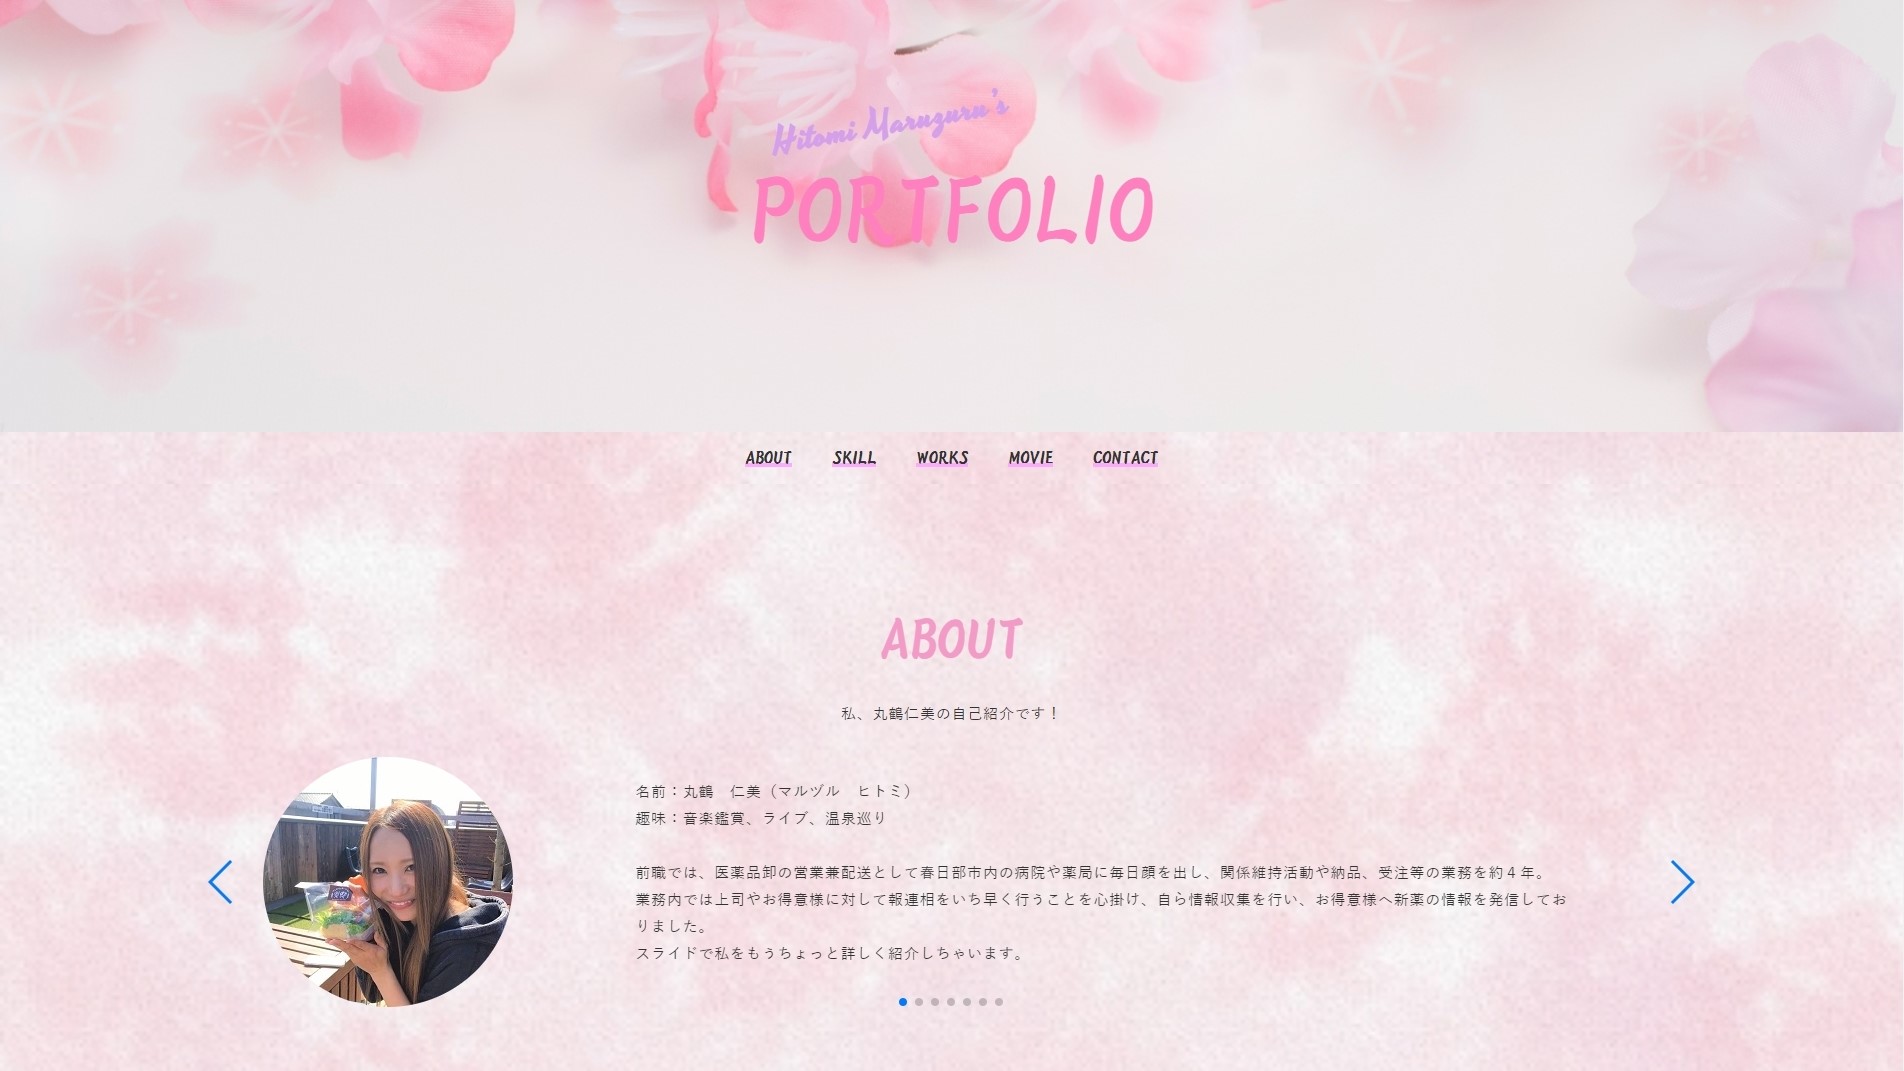 Hitomi Maruzuru's
PORTFOLIO
ABOUT SKILL WORKS MOVIE CONTACT
ABOUT
私、丸鶴仁美の自己紹介です！
名前：丸鶴　仁美（マルヅル　ヒトミ）
趣味：音楽鑑賞、ライブ、温泉巡り
前職では、医薬品卸の営業兼配送として春日部市内の病院や薬局に毎日顔を出し、関係維持活動や納品、受注等の業務を約４年。
業務内では上司やお得意様に対して報連相をいち早く行うことを心掛け、自ら情報収集を行い、お得意様へ新薬の情報を発信してお
りました。
スライドで私をもうちょっと詳しく紹介しちゃいます。